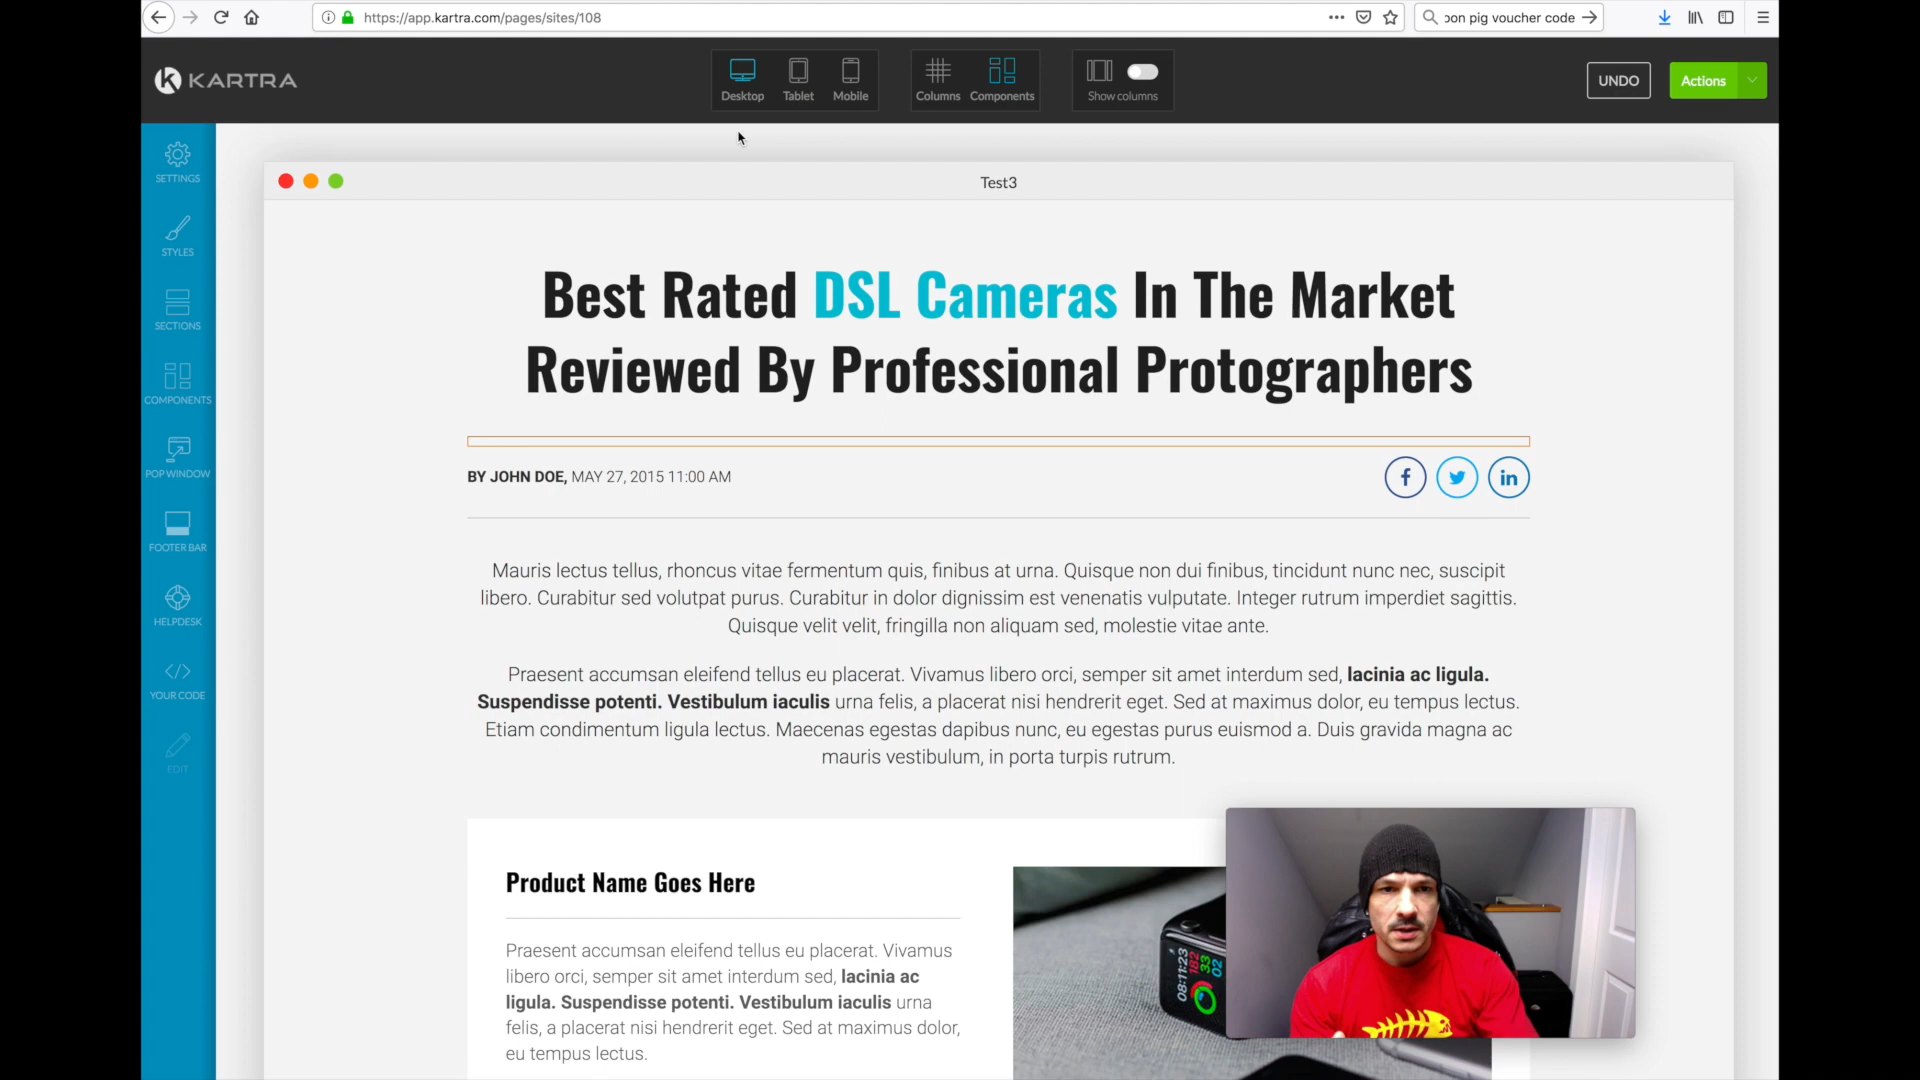 https://app.kartra.com/pages/sites/108
pon pig voucher code
KARTRA
Desktop
Tablet
Mobile
Columns
Components
Show columns
UNDO
Actions
SETTINGS
STYLES
SECTIONS
COMPONENTS
POP WINDOW
FOOTER BAR
HELPDESK
YOUR CODE
EDIT
Test3
Best Rated DSL Cameras In The Market
Reviewed By Professional Protographers
BY JOHN DOE, MAY 27, 2015 11:00 AM
Mauris lectus tellus, rhoncus vitae fermentum quis, finibus at urna. Quisque non dui finibus, tincidunt nunc nec, suscipit
libero. Curabitur sed volutpat purus. Curabitur in dolor dignissim est venenatis vulputate. Integer rutrum imperdiet sagittis.
Quisque velit velit, fringilla non aliquam sed, molestie vitae ante.
Praesent accumsan eleifend tellus eu placerat. Vivamus libero orci, semper sit amet interdum sed, lacinia ac ligula.
Suspendisse potenti. Vestibulum iaculis urna felis, a placerat nisi hendrerit eget. Sed at maximus dolor, eu tempus lectus.
Etiam condimentum ligula lectus. Maecenas egestas dapibus nunc, eu egestas purus euismod a. Duis gravida magna ac
mauris vestibulum, in porta turpis rutrum.
Product Name Goes Here
Praesent accumsan eleifend tellus eu placerat. Vivamus
libero orci, semper sit amet interdum sed, lacinia ac
ligula. Suspendisse potenti. Vestibulum iaculis urna
felis, a placerat nisi hendrerit eget. Sed at maximus dolor,
eu tempus lectus.
08:11:23
182
33
02